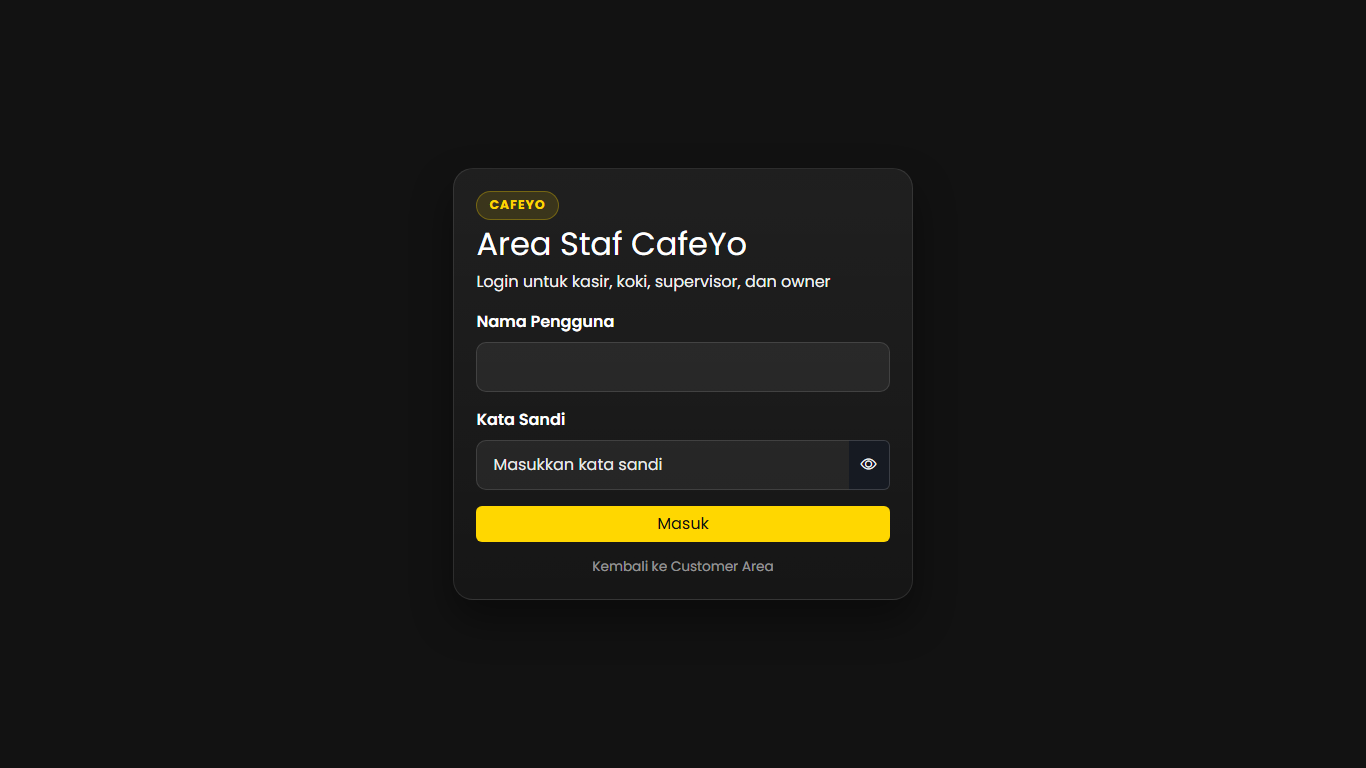 CAFEYO
Area Staf CafeYo
Login untuk kasir, koki, supervisor, dan owner
Nama Pengguna
Kata Sandi
Masukkan kata sandi
Masuk
Kembali ke Customer Area